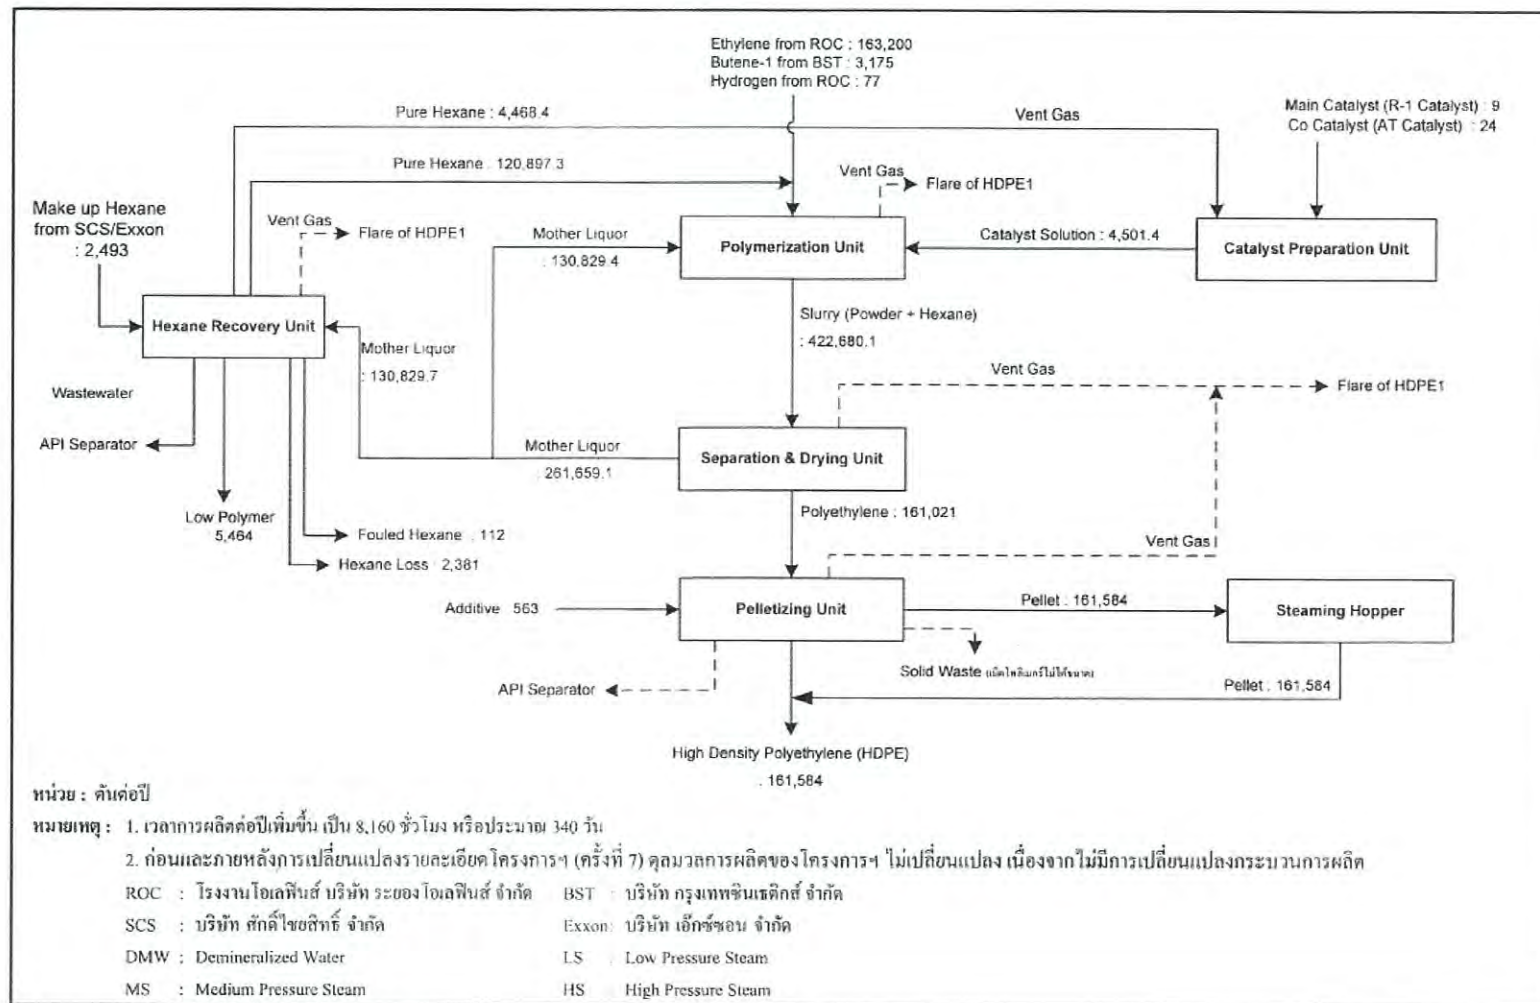 Ethylene from ROC : 163,200
Butene-1 from BST : 3,175
Hydrogen from ROC : 77
Pure Hexane : 4,468.4
Vent Gas
Main Catalyst (R-1 Catalyst) : 9
Co Catalyst (AT Catalyst) : 24
Pure Hexane : 120,897.3
Vent Gas
Flare of HDPE1
Make up Hexane
from SCS/Exxon
: 2,493
Vent Gas
Flare of HDPE1
Mother Liquor
: 130,829.4
Polymerization Unit
Catalyst Solution : 4,501.4
Catalyst Preparation Unit
Hexane Recovery Unit
Slurry (Powder + Hexane)
: 422,680.1
Mother Liquor
: 130,829.7
Vent Gas
Flare of HDPE1
Wastewater
API Separator
Mother Liquor
: 261,659.1
Separation & Drying Unit
Low Polymer
5,464
Polyethylene : 161,021
Fouled Hexane : 112
Vent Gas
Hexane Loss : 2,381
Additive 563
Pelletizing Unit
Pellet : 161,584
Steaming Hopper
Solid Waste (เม็ดโพลิเมอร์ไม่ได้ขนาด)
API Separator
Pellet : 161,584
High Density Polyethylene (HDPE)
: 161,584
หน่วย : ตันต่อปี
หมายเหตุ : 1. เวลาการผลิตต่อปีเพิ่มขึ้น เป็น 8,160 ชั่วโมง หรือประมาณ 340 วัน
2. ก่อนและภายหลังการเปลี่ยนแปลงรายละเอียดโครงการฯ (ครั้งที่ 7) ดุลมวลการผลิตของโครงการฯ ไม่เปลี่ยนแปลง เนื่องจากไม่มีการเปลี่ยนแปลงกระบวนการผลิต
ROC : โรงงานโอเลฟินส์ บริษัท ระยองโอเลฟินส์ จำกัด BST : บริษัท กรุงเทพซินเธติกส์ จำกัด
SCS : บริษัท ศักดิ์ไชยสิทธิ์ จำกัด Exxon: บริษัท เอ็กซ์ซอน จำกัด
DMW : Demineralized Water LS : Low Pressure Steam
MS : Medium Pressure Steam HS : High Pressure Steam